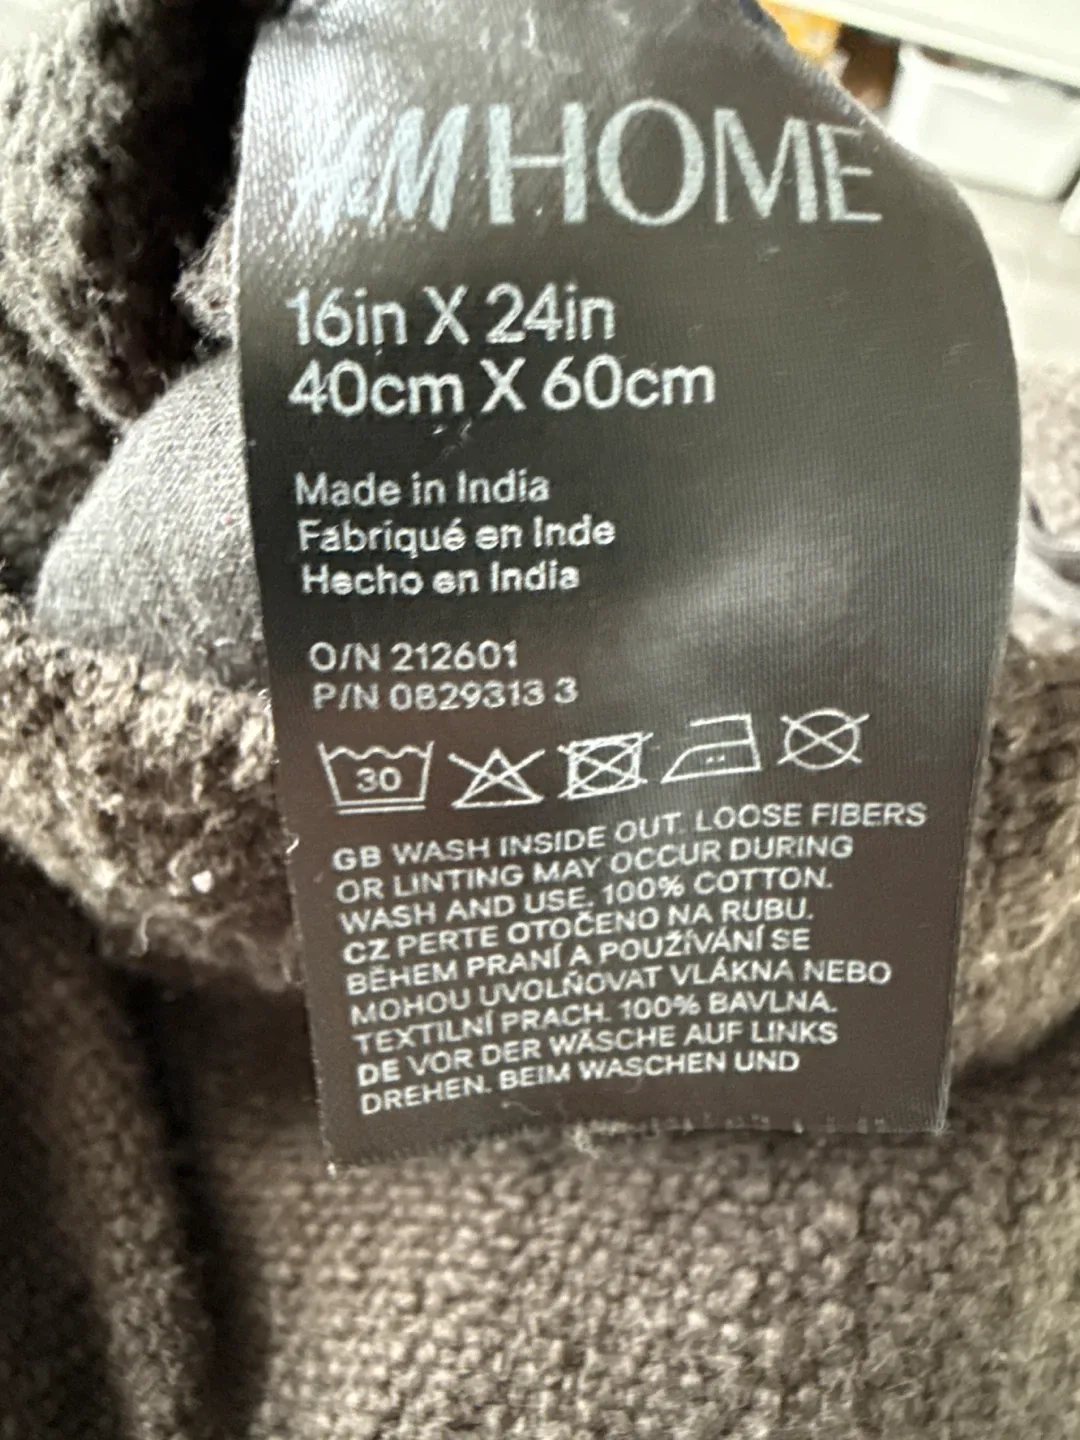 H&M HOME
16in X 24in
40cm X 60cm
Made in India
Fabriqué en Inde
Hecho en India
O/N 212601
P/N 0829313 3
30
GB WASH INSIDE OUT. LOOSE FIBERS
OR LINTING MAY OCCUR DURING
WASH AND USE. 100% COTTON.
CZ PERTE OTOČENO NA RUBU.
BĚHEM PRANÍ A POUŽÍVÁNÍ SE
MOHOU UVOLŇOVAT VLÁKNA NEBO
TEXTILNÍ PRACH. 100% BAVLNA.
DE VOR DER WÄSCHE AUF LINKS
DREHEN. BEIM WASCHEN UND